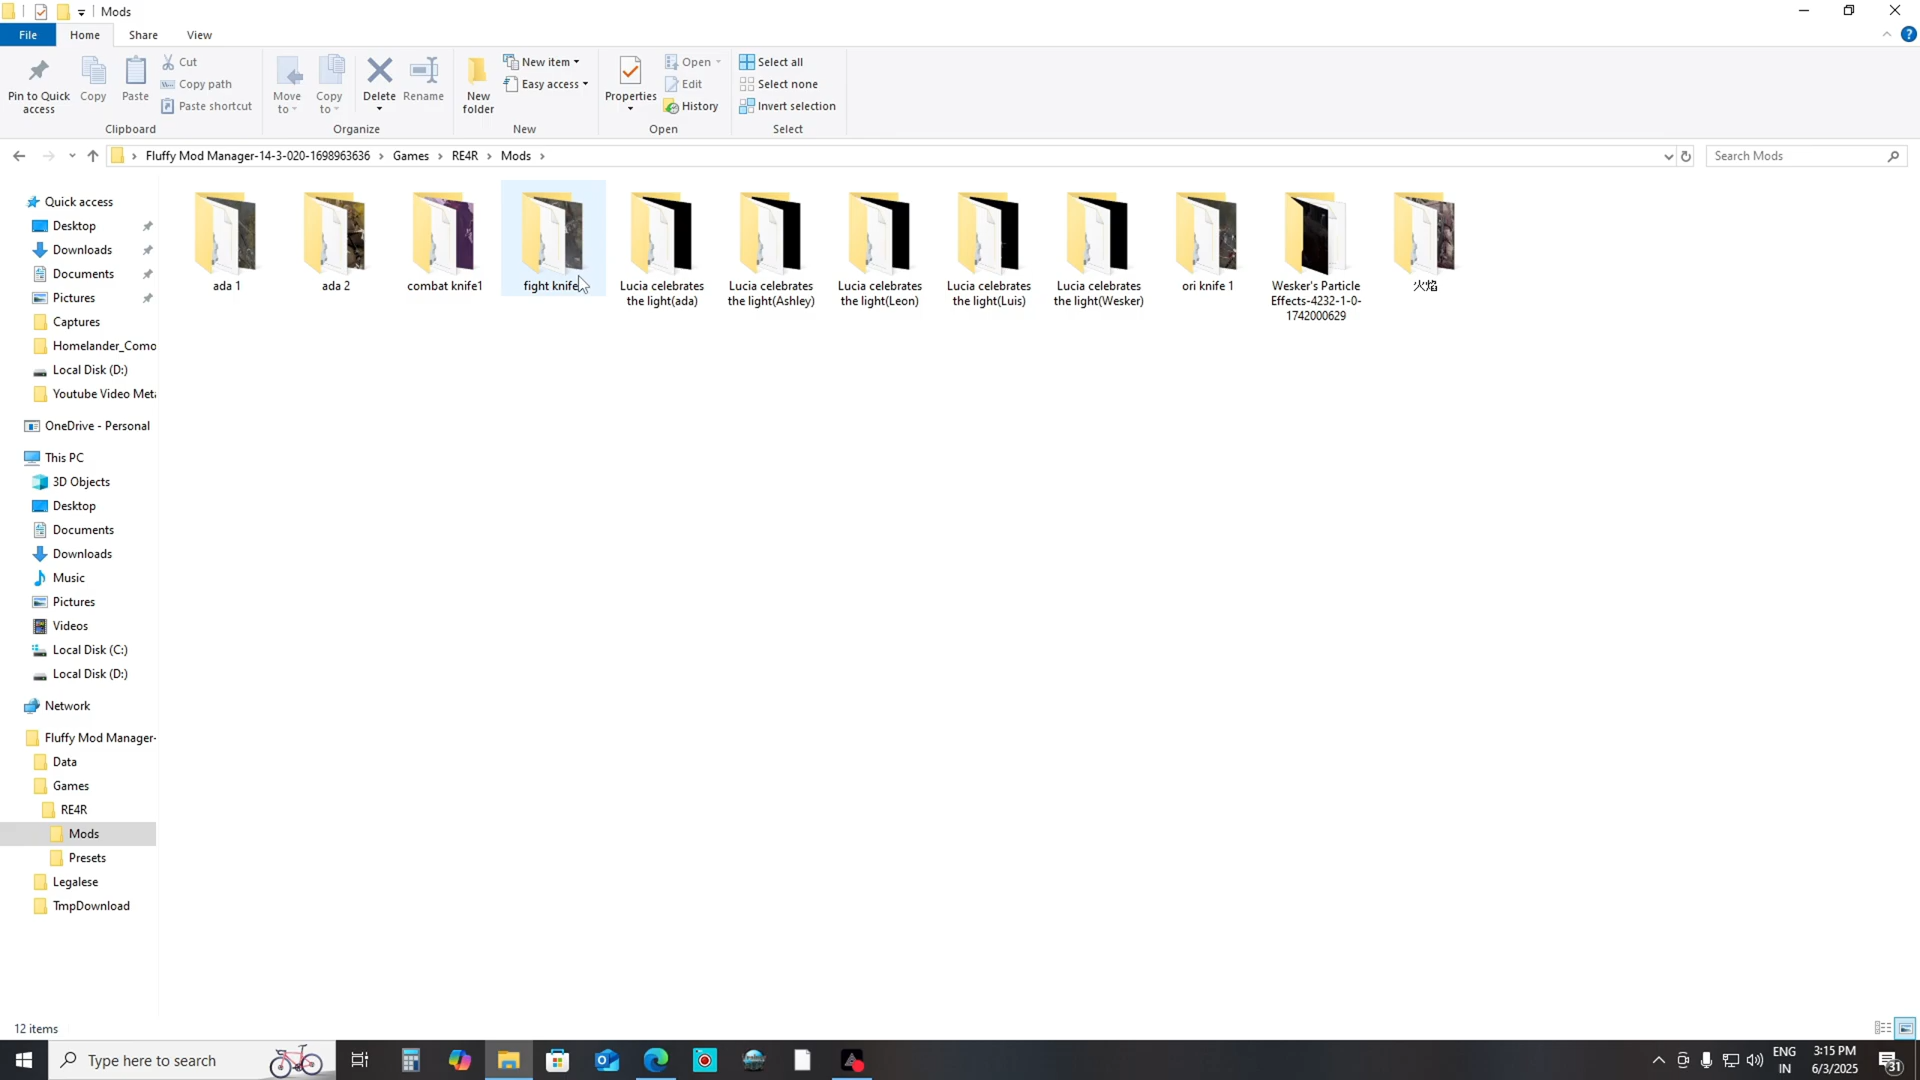 Mods
File
Home
Share
View
Pin to Quick
access
Copy
Paste
Cut
Copy path
Paste shortcut
Clipboard
Move
to
Copy
to
Delete
Rename
Organize
New
folder
New item
Easy access
New
Properties
Open
Edit
History
Open
Select all
Select none
Invert selection
Select
Fluffy Mod Manager-14-3-020-1698963636 › Games › RE4R › Mods ›
Search Mods
Quick access
Desktop
Downloads
Documents
Pictures
Captures
Homelander_Como
Local Disk (D:)
Youtube Video Meta
OneDrive - Personal
This PC
3D Objects
Desktop
Documents
Downloads
Music
Pictures
Videos
Local Disk (C:)
Local Disk (D:)
Network
Fluffy Mod Manager-
Data
Games
RE4R
Mods
Presets
Legalese
TmpDownload
ada 1
ada 2
combat knife1
fight knife
Lucia celebrates
the light(ada)
Lucia celebrates
the light(Ashley)
Lucia celebrates
the light(Leon)
Lucia celebrates
the light(Luis)
Lucia celebrates
the light(Wesker)
ori knife 1
Wesker's Particle
Effects-4232-1-0-
1742000629
火焰
12 items
Type here to search
ENG
IN
3:15 PM
6/3/2025
31